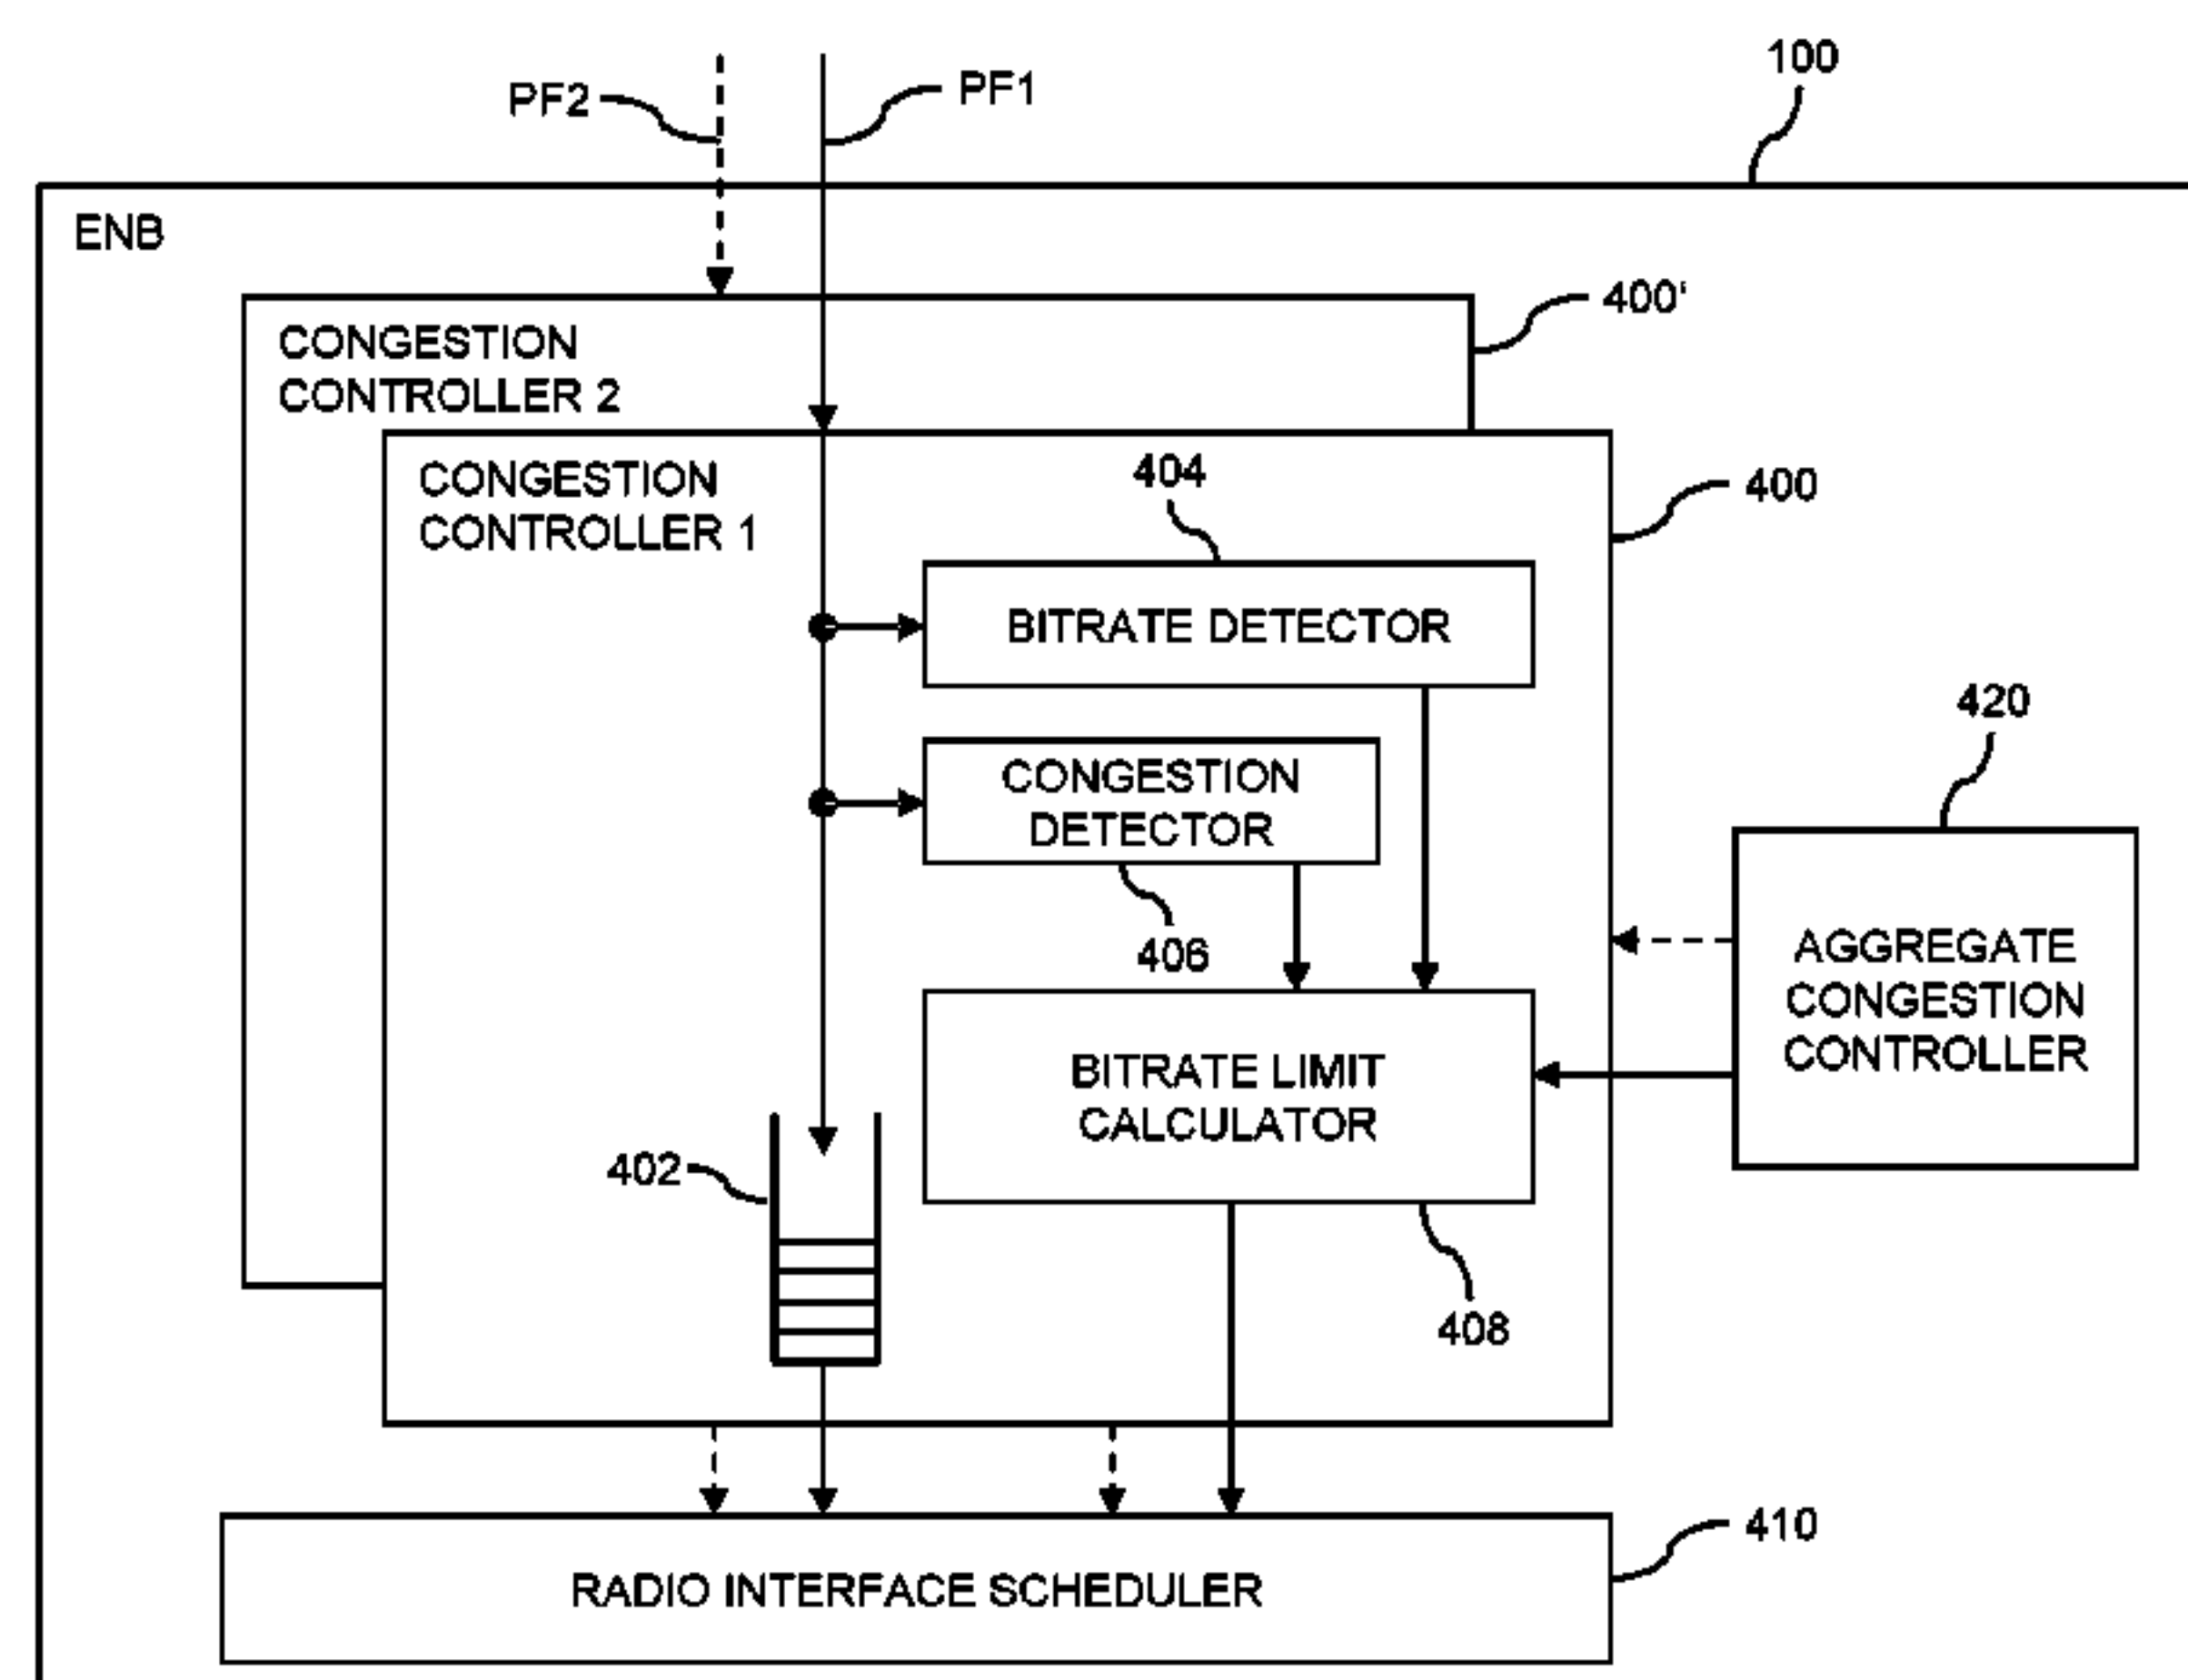 100
PF2
PF1
ENB
400'
CONGESTION
CONTROLLER 2
CONGESTION
CONTROLLER 1
404
400
BITRATE DETECTOR
420
CONGESTION
DETECTOR
406
AGGREGATE
CONGESTION
CONTROLLER
BITRATE LIMIT
CALCULATOR
402
408
410
RADIO INTERFACE SCHEDULER